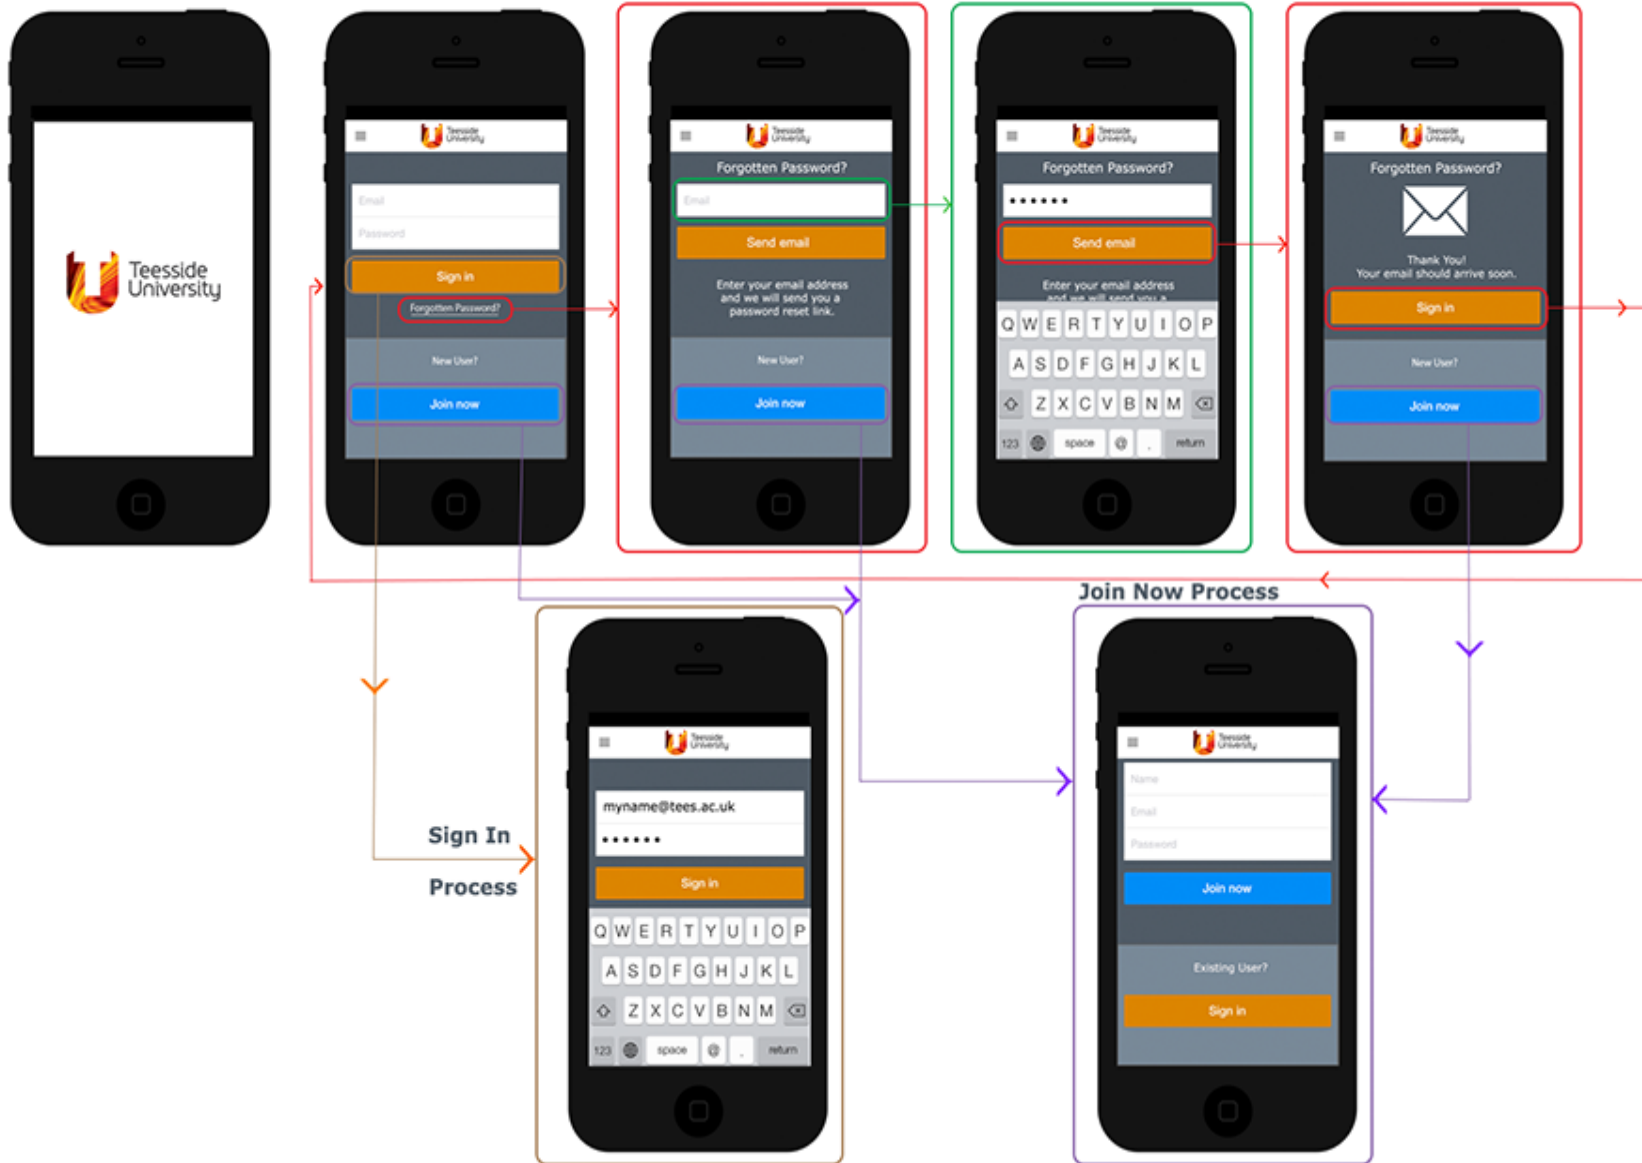 Teesside
University
Teesside
University
Email
Password
Sign in
Forgotten Password?
New User?
Join now
Teesside
University
Forgotten Password?
Email
Send email
Enter your email address
and we will send you a
password reset link.
New User?
Join now
Teesside
University
Forgotten Password?
••••••
Send email
Enter your email address
and we will send you a
Q W E R T Y U I O P
A S D F G H J K L
Z X C V B N M
123 space @ . return
Teesside
University
Forgotten Password?
Thank You!
Your email should arrive soon.
Sign in
New User?
Join now
Sign In
Process
Teesside
University
myname@tees.ac.uk
••••••
Sign in
Q W E R T Y U I O P
A S D F G H J K L
Z X C V B N M
123 space @ . return
Join Now Process
Teesside
University
Name
Email
Password
Join now
Existing User?
Sign in